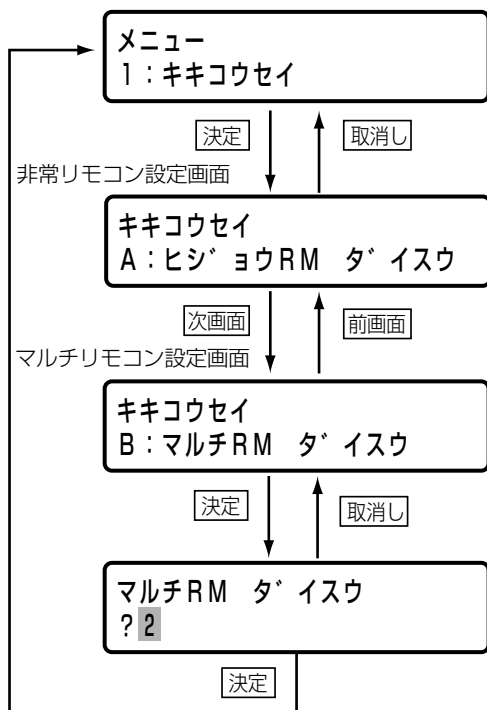 メニュー
1：キキコウセイ
決定 取消し
非常リモコン設定画面
キキコウセイ
A：ヒジョウRM ダイスウ
次画面 前画面
マルチリモコン設定画面
キキコウセイ
B：マルチRM ダイスウ
決定 取消し
マルチRM ダイスウ
？2
決定